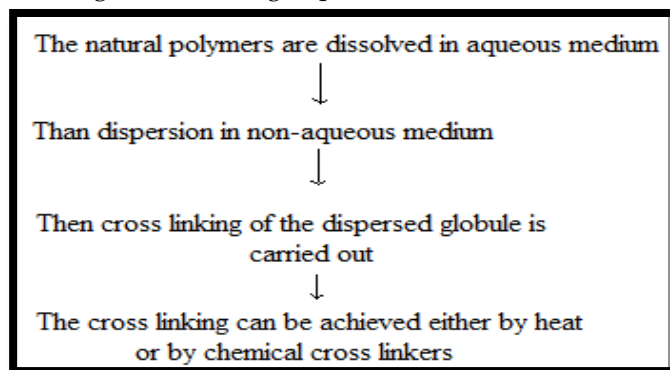 The natural polymers are dissolved in aqueous medium
Than dispersion in non-aqueous medium
Then cross linking of the dispersed globule is
carried out
The cross linking can be achieved either by heat
or by chemical cross linkers